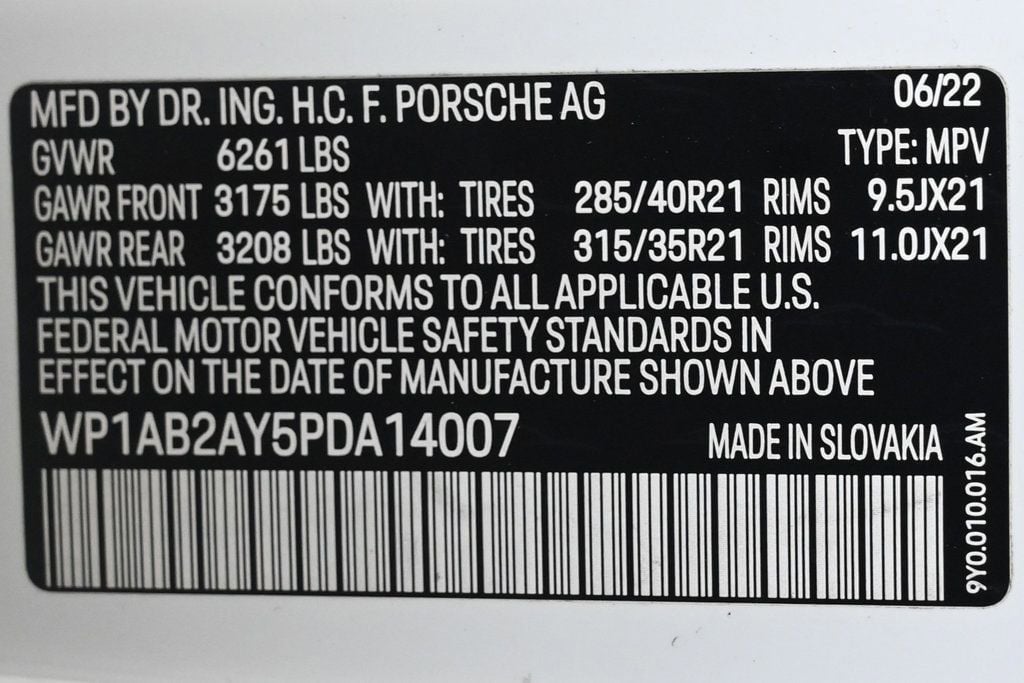 MFD BY DR. ING. H.C. F. PORSCHE AG 06/22
GVWR 6261 LBS TYPE: MPV
GAWR FRONT 3175 LBS WITH: TIRES 285/40R21 RIMS 9.5JX21
GAWR REAR 3208 LBS WITH: TIRES 315/35R21 RIMS 11.0JX21
THIS VEHICLE CONFORMS TO ALL APPLICABLE U.S.
FEDERAL MOTOR VEHICLE SAFETY STANDARDS IN
EFFECT ON THE DATE OF MANUFACTURE SHOWN ABOVE
WP1AB2AY5PDA14007 MADE IN SLOVAKIA
9Y0.010.016.AM